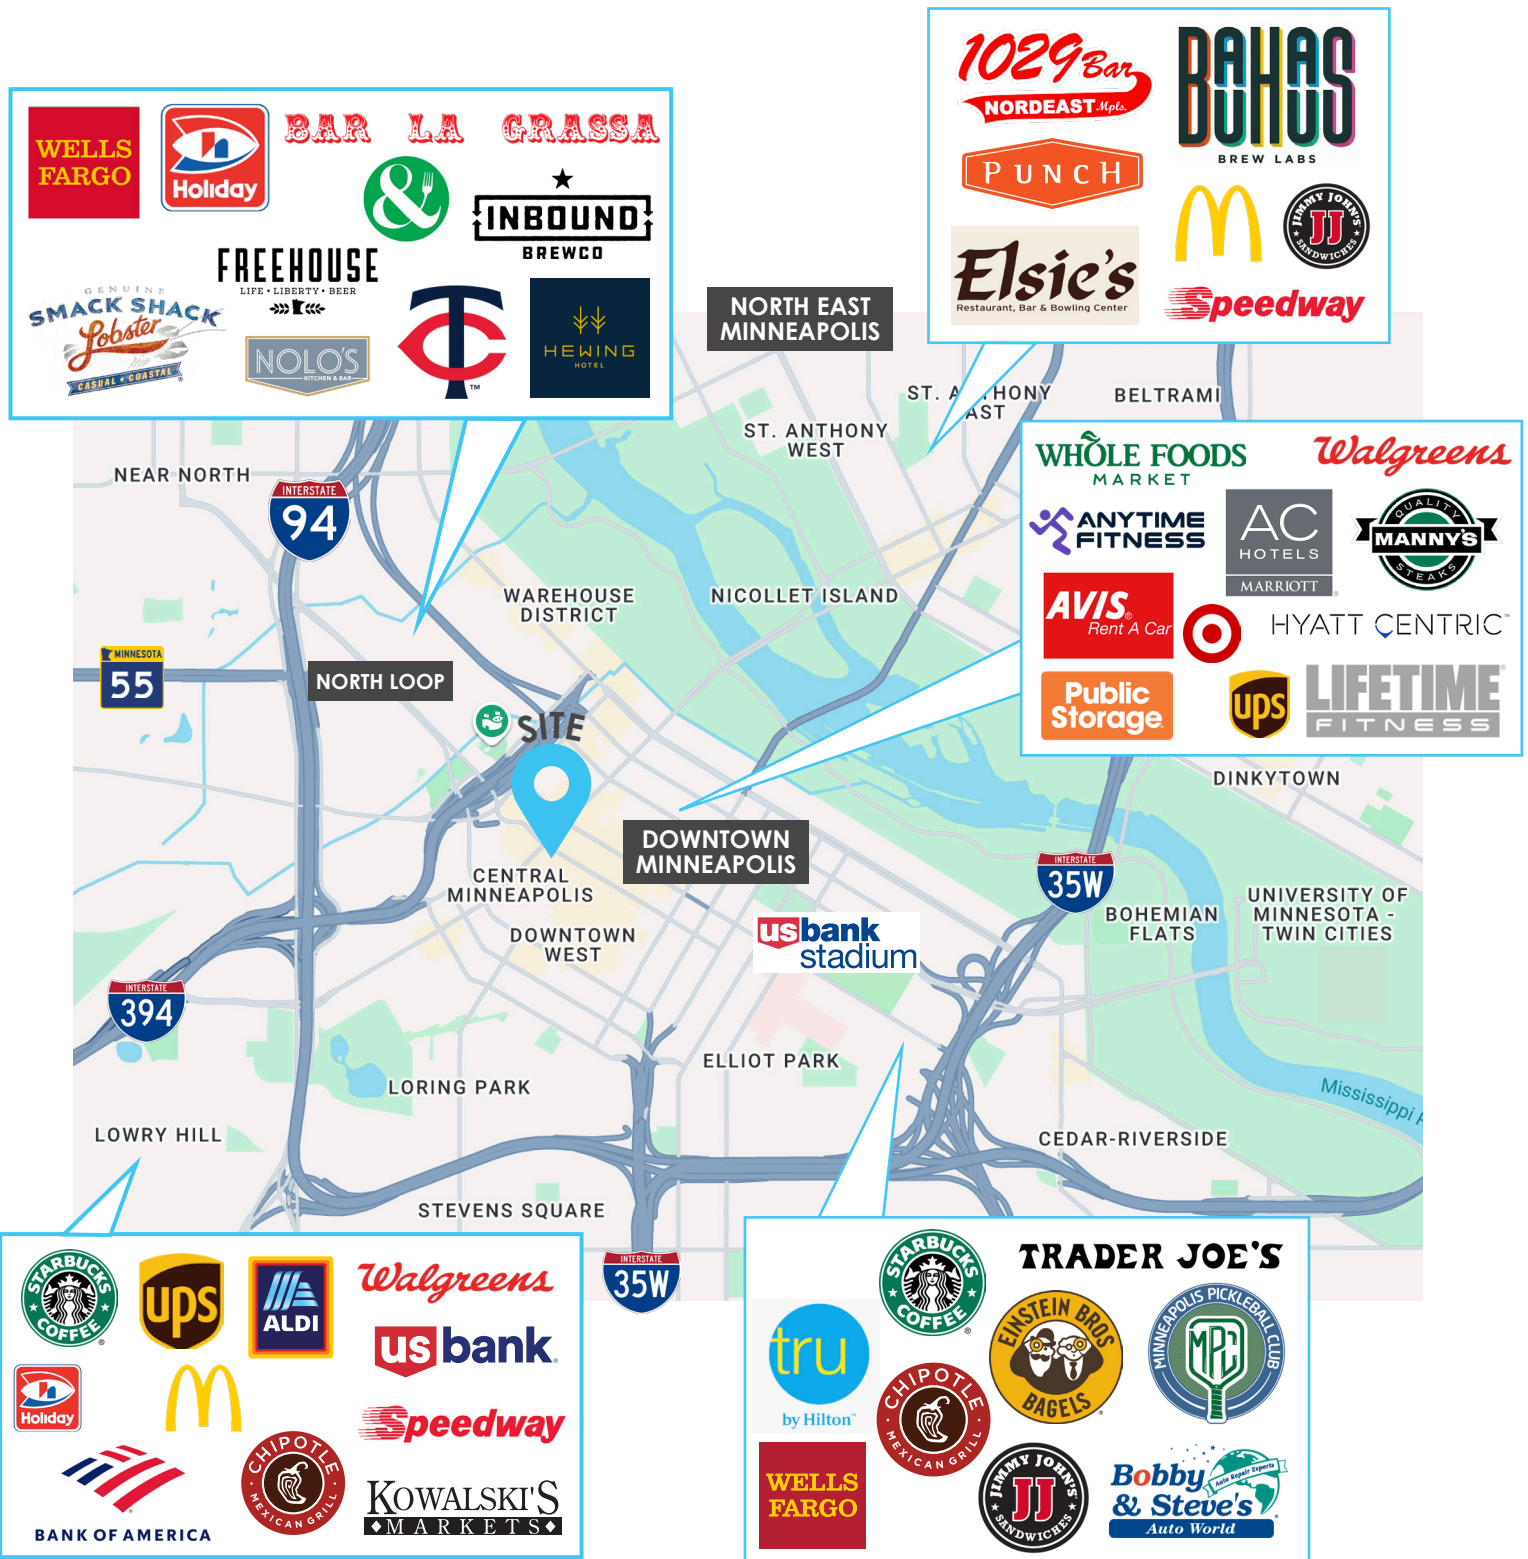 WELLS
FARGO
Holiday
BAR LA GRASSA
&
INBOUND
BREWCO
FREEHOUSE
LIFE • LIBERTY • BEER
GENUINE
SMACK SHACK
Lobster
CASUAL • COASTAL
NOLO'S
KITCHEN & BAR
TC
TM
HEWING
HOTEL
1029 Bar
NORDEAST Mpls.
BAUHAUS
BREW LABS
PUNCH
JIMMY JOHN'S
JJ
SANDWICHES
Elsie's
Restaurant, Bar & Bowling Center
Speedway
NORTH EAST
MINNEAPOLIS
ST. ANTHONY
EAST
BELTRAMI
ST. ANTHONY
WEST
NEAR NORTH
INTERSTATE
94
WHOLE FOODS
MARKET
Walgreens
ANYTIME
FITNESS
AC
HOTELS
MARRIOTT
QUALITY
MANNY'S
STEAKS
AVIS
Rent A Car
HYATT CENTRIC
Public
Storage
ups
LIFETIME
FITNESS
WAREHOUSE
DISTRICT
NICOLLET ISLAND
MINNESOTA
55
NORTH LOOP
SITE
DINKYTOWN
DOWNTOWN
MINNEAPOLIS
CENTRAL
MINNEAPOLIS
INTERSTATE
35W
DOWNTOWN
WEST
usbank
stadium
BOHEMIAN
FLATS
UNIVERSITY OF
MINNESOTA -
TWIN CITIES
INTERSTATE
394
ELLIOT PARK
LORING PARK
Mississippi
LOWRY HILL
CEDAR-RIVERSIDE
STEVENS SQUARE
INTERSTATE
35W
STARBUCKS
COFFEE
ups
ALDI
Walgreens
usbank
Holiday
Speedway
BANK OF AMERICA
CHIPOTLE
MEXICAN GRILL
KOWALSKI'S
MARKETS
STARBUCKS
COFFEE
TRADER JOE'S
tru
by Hilton
EINSTEIN BROS
BAGELS
MINNEAPOLIS PICKLEBALL CLUB
MPC
CHIPOTLE
MEXICAN GRILL
WELLS
FARGO
JIMMY JOHN'S
JJ
SANDWICHES
Bobby
& Steve's
Auto Repair Experts
Auto World